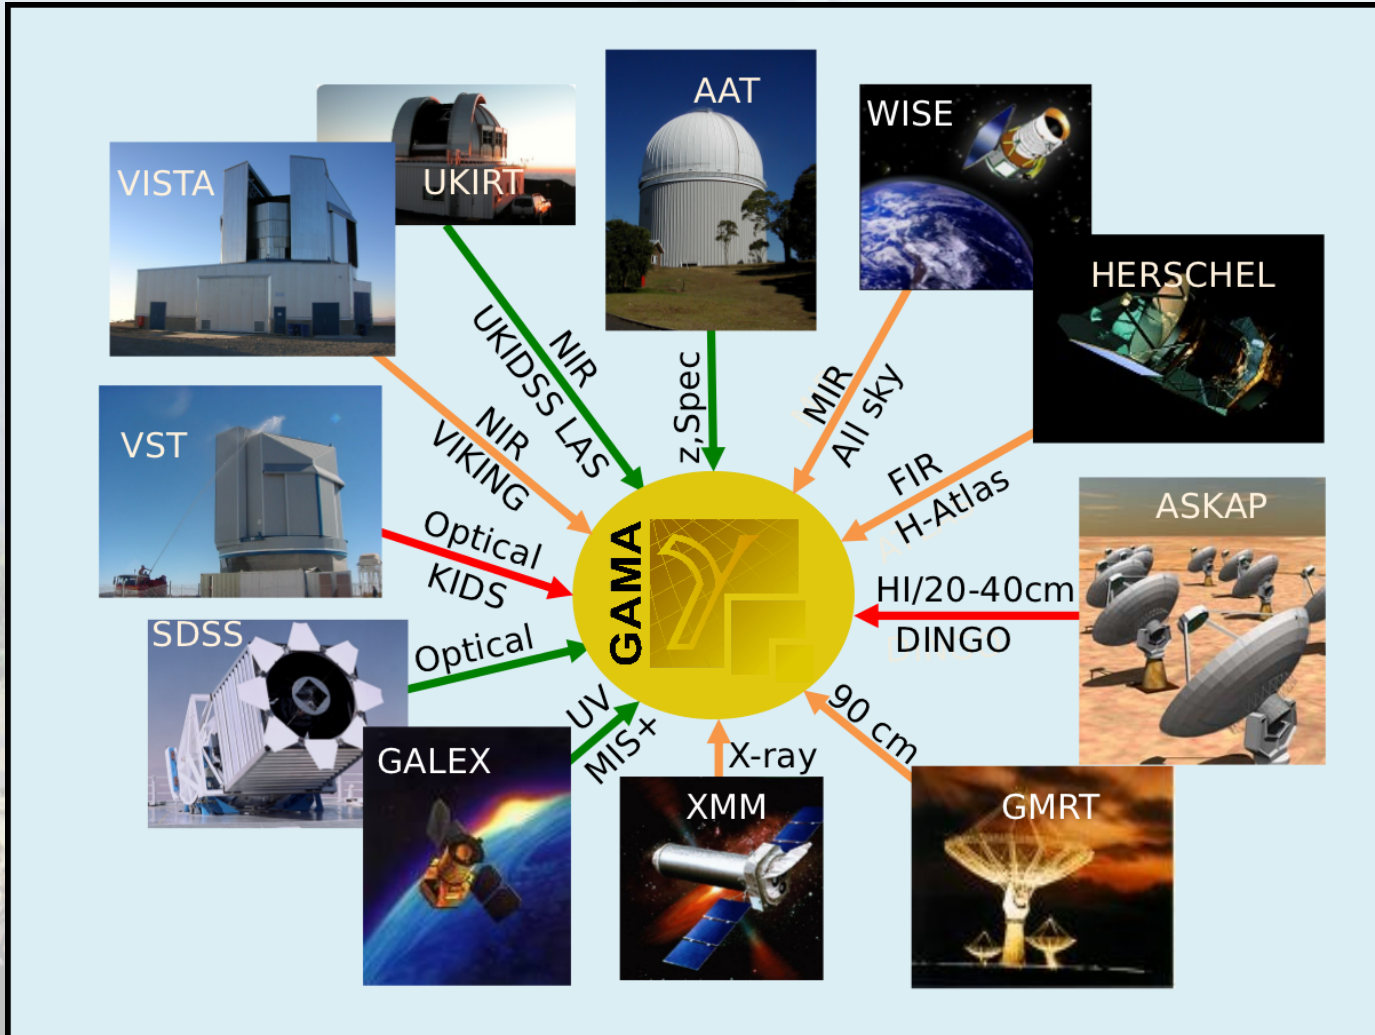 AAT
WISE
UKIRT
VISTA
HERSCHEL
NIR
UKIDSS LAS
z,Spec
MIR
All sky
VST
NIR
VIKING
FIR
H-Atlas
ASKAP
Optical
KIDS
GAMA
γ
HI/20-40cm
DINGO
SDSS
Optical
UV
MIS+
90 cm
GALEX
X-ray
XMM
GMRT